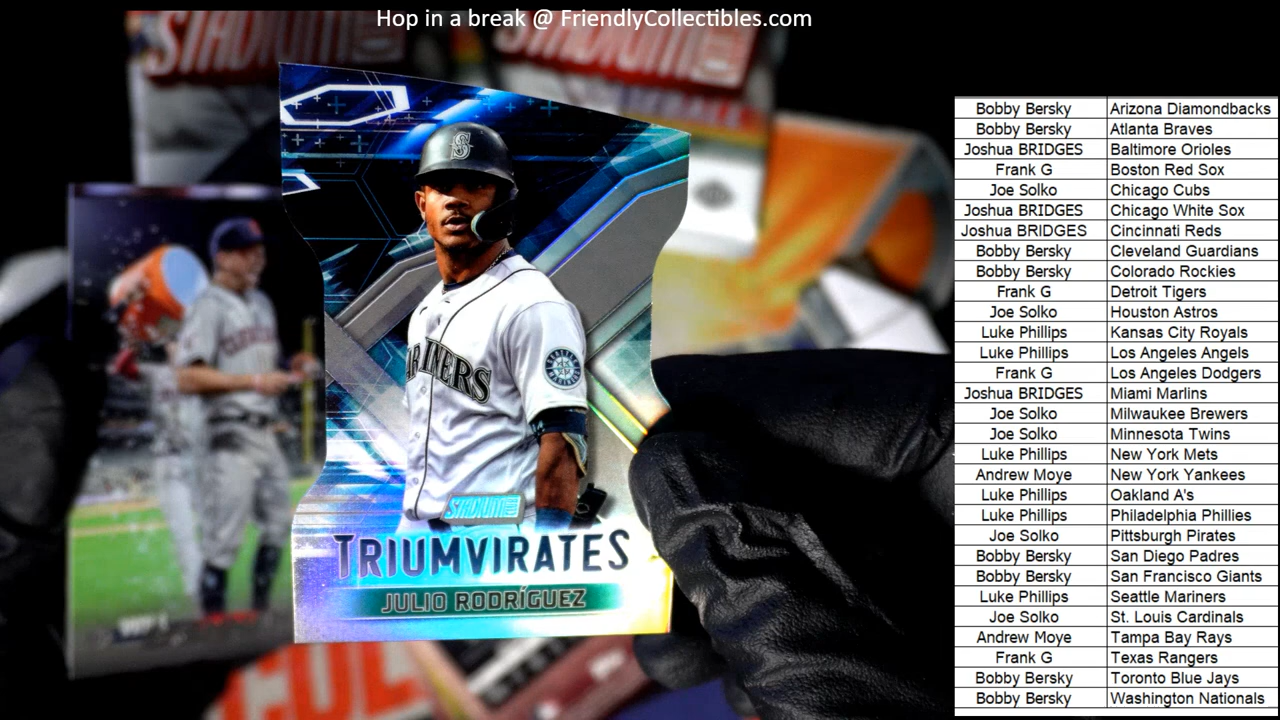 Hop in a break @ FriendlyCollectibles.com
STADIUM
STADIUM
S
MARINERS
STADIUM
TRIUMVIRATES
JULIO RODRÍGUEZ
Bobby Bersky Arizona Diamondbacks
Bobby Bersky Atlanta Braves
Joshua BRIDGES Baltimore Orioles
Frank G Boston Red Sox
Joe Solko Chicago Cubs
Joshua BRIDGES Chicago White Sox
Joshua BRIDGES Cincinnati Reds
Bobby Bersky Cleveland Guardians
Bobby Bersky Colorado Rockies
Frank G Detroit Tigers
Joe Solko Houston Astros
Luke Phillips Kansas City Royals
Luke Phillips Los Angeles Angels
Frank G Los Angeles Dodgers
Joshua BRIDGES Miami Marlins
Joe Solko Milwaukee Brewers
Joe Solko Minnesota Twins
Luke Phillips New York Mets
Andrew Moye New York Yankees
Luke Phillips Oakland A's
Luke Phillips Philadelphia Phillies
Joe Solko Pittsburgh Pirates
Bobby Bersky San Diego Padres
Bobby Bersky San Francisco Giants
Luke Phillips Seattle Mariners
Joe Solko St. Louis Cardinals
Andrew Moye Tampa Bay Rays
Frank G Texas Rangers
Bobby Bersky Toronto Blue Jays
Bobby Bersky Washington Nationals